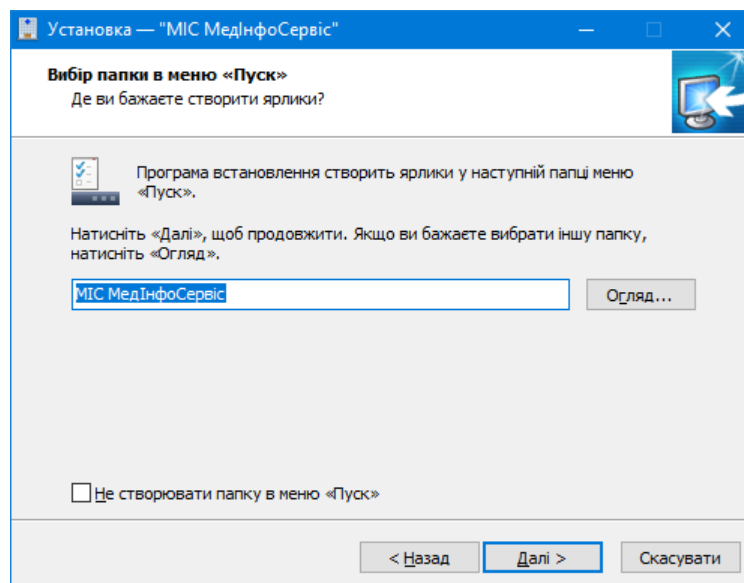 Установка — "МІС МедІнфоСервіс"
Вибір папки в меню «Пуск»
Де ви бажаєте створити ярлики?
Програма встановлення створить ярлики у наступній папці меню
«Пуск».
Натисніть «Далі», щоб продовжити. Якщо ви бажаєте вибрати іншу папку,
натисніть «Огляд».
МІС МедІнфоСервіс
Огляд...
Не створювати папку в меню «Пуск»
< Назад
Далі >
Скасувати